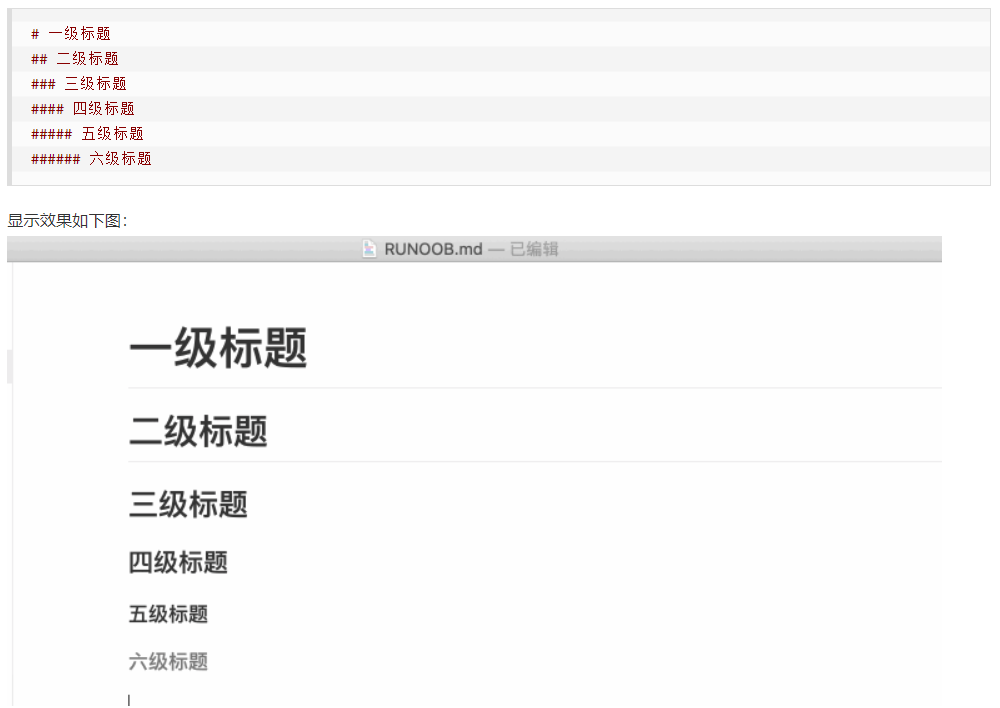 # 一级标题
## 二级标题
### 三级标题
#### 四级标题
##### 五级标题
###### 六级标题
显示效果如下图：
RUNOOB.md — 已编辑
一级标题
二级标题
三级标题
四级标题
五级标题
六级标题